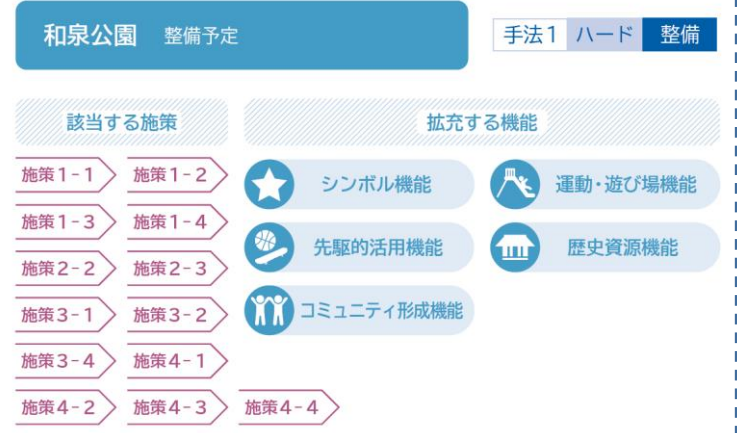 和泉公園 整備予定
手法1 ハード 整備
該当する施策
拡充する機能
施策1-1 施策1-2
施策1-3 施策1-4
施策2-2 施策2-3
施策3-1 施策3-2
施策3-4 施策4-1
施策4-2 施策4-3 施策4-4
シンボル機能 運動・遊び場機能
先駆的活用機能 歴史資源機能
コミュニティ形成機能